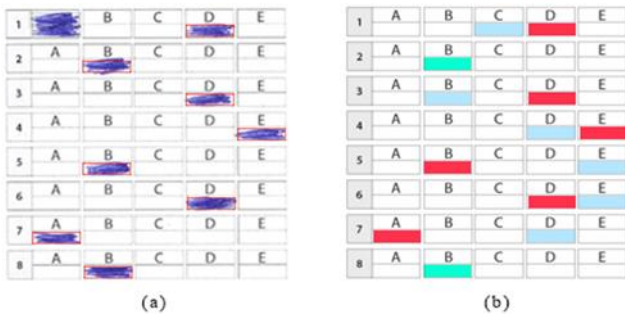 1 B C D E
2 A B C D E
3 A B C D E
4 A B C D E
5 A B C D E
6 A B C D E
7 A B C D E
8 A B C D E
(a)
1 A B C D E
2 A B C D E
3 A B C D E
4 A B C D E
5 A B C D E
6 A B C D E
7 A B C D E
8 A B C D E
(b)